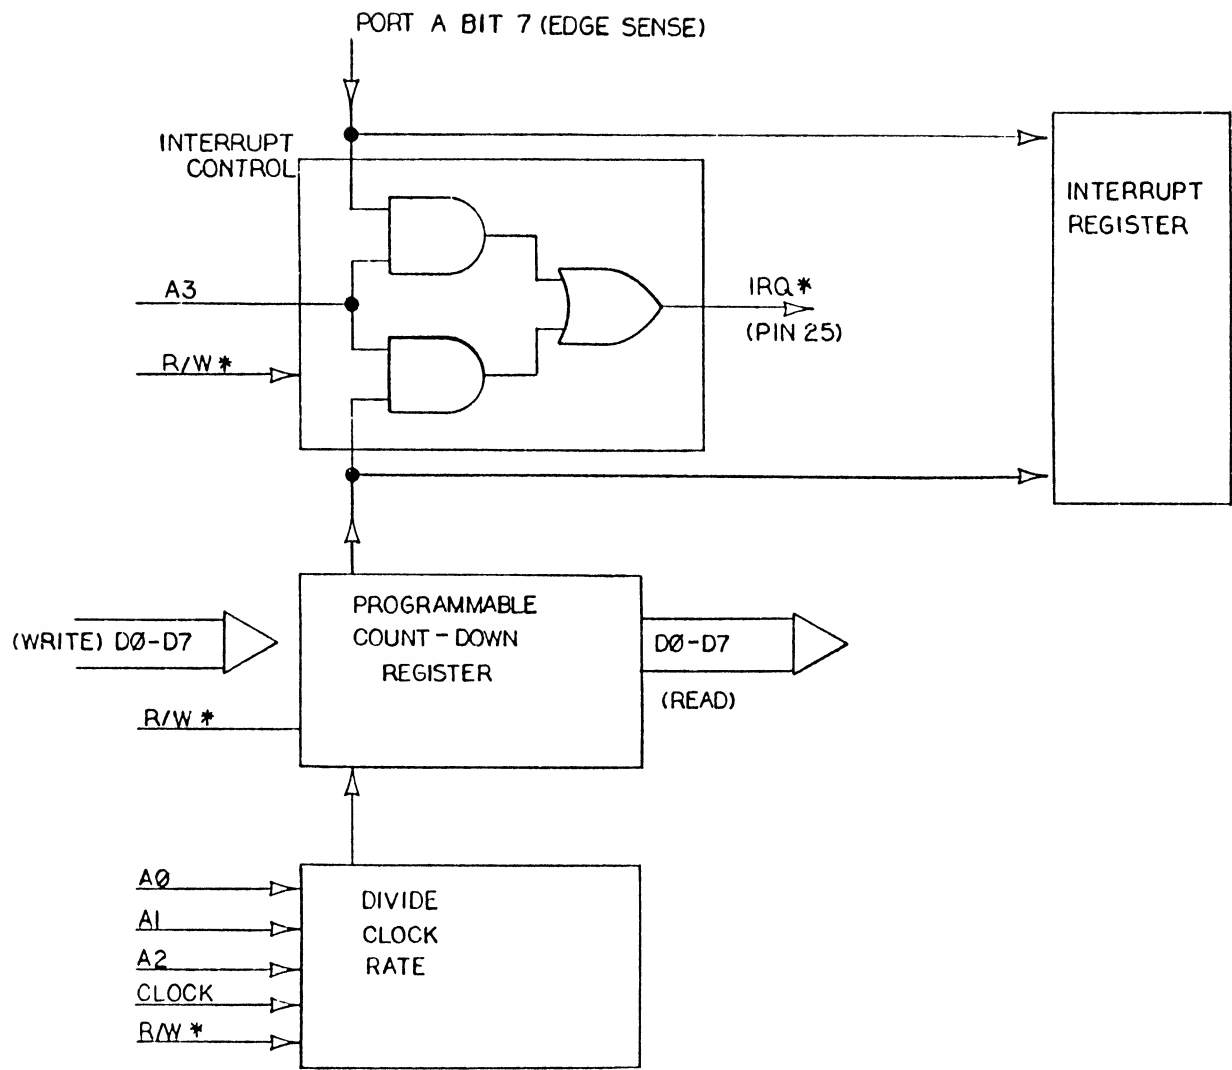 PORT A BIT 7 (EDGE SENSE)
INTERRUPT
CONTROL
INTERRUPT
REGISTER
A3
IRQ*
(PIN 25)
R/W*
PROGRAMMABLE
COUNT-DOWN
REGISTER
(WRITE) DØ-D7
DØ-D7
(READ)
R/W*
AØ
A1
A2
CLOCK
R/W*
DIVIDE
CLOCK
RATE